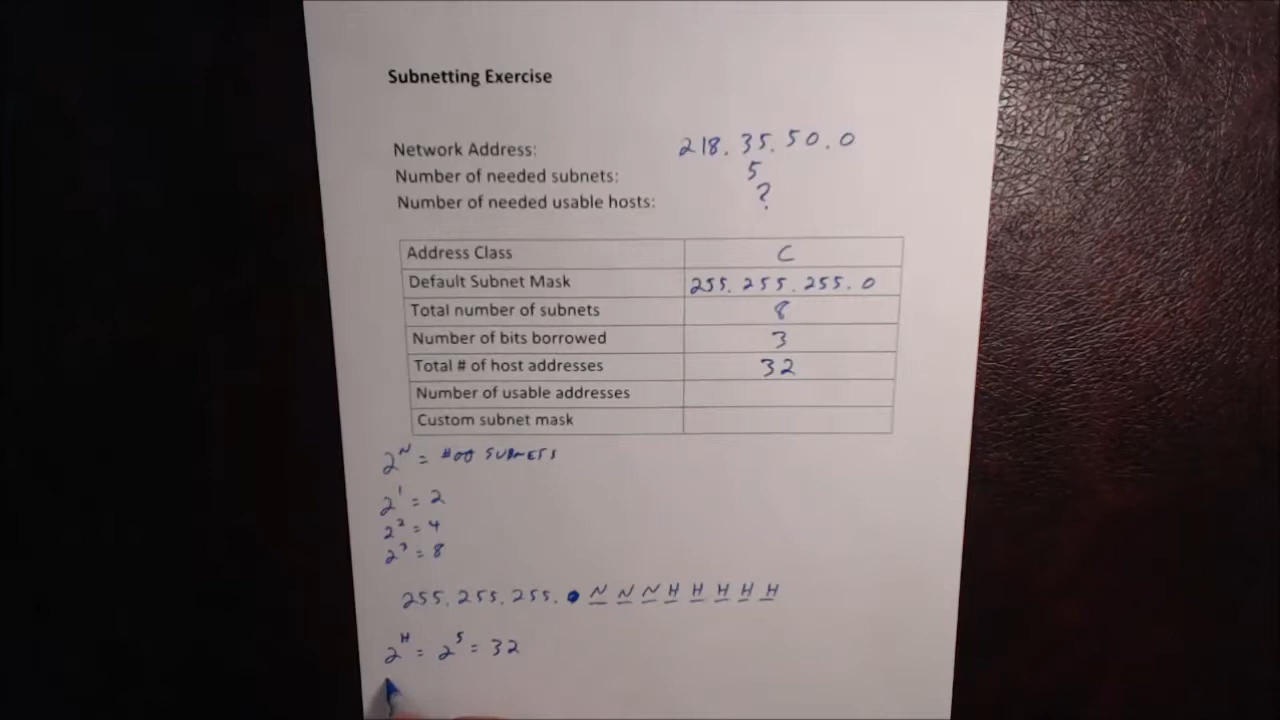 Subnetting Exercise
Network Address: 218.35.50.0
Number of needed subnets: 5
Number of needed usable hosts: ?
Address Class C
Default Subnet Mask 255.255.255.0
Total number of subnets 8
Number of bits borrowed 3
Total # of host addresses 32
Number of usable addresses
Custom subnet mask
2^N = # OF SUBNETS
2^1 = 2
2^2 = 4
2^3 = 8
255.255.255. N N N H H H H H
2^H = 2^5 = 32